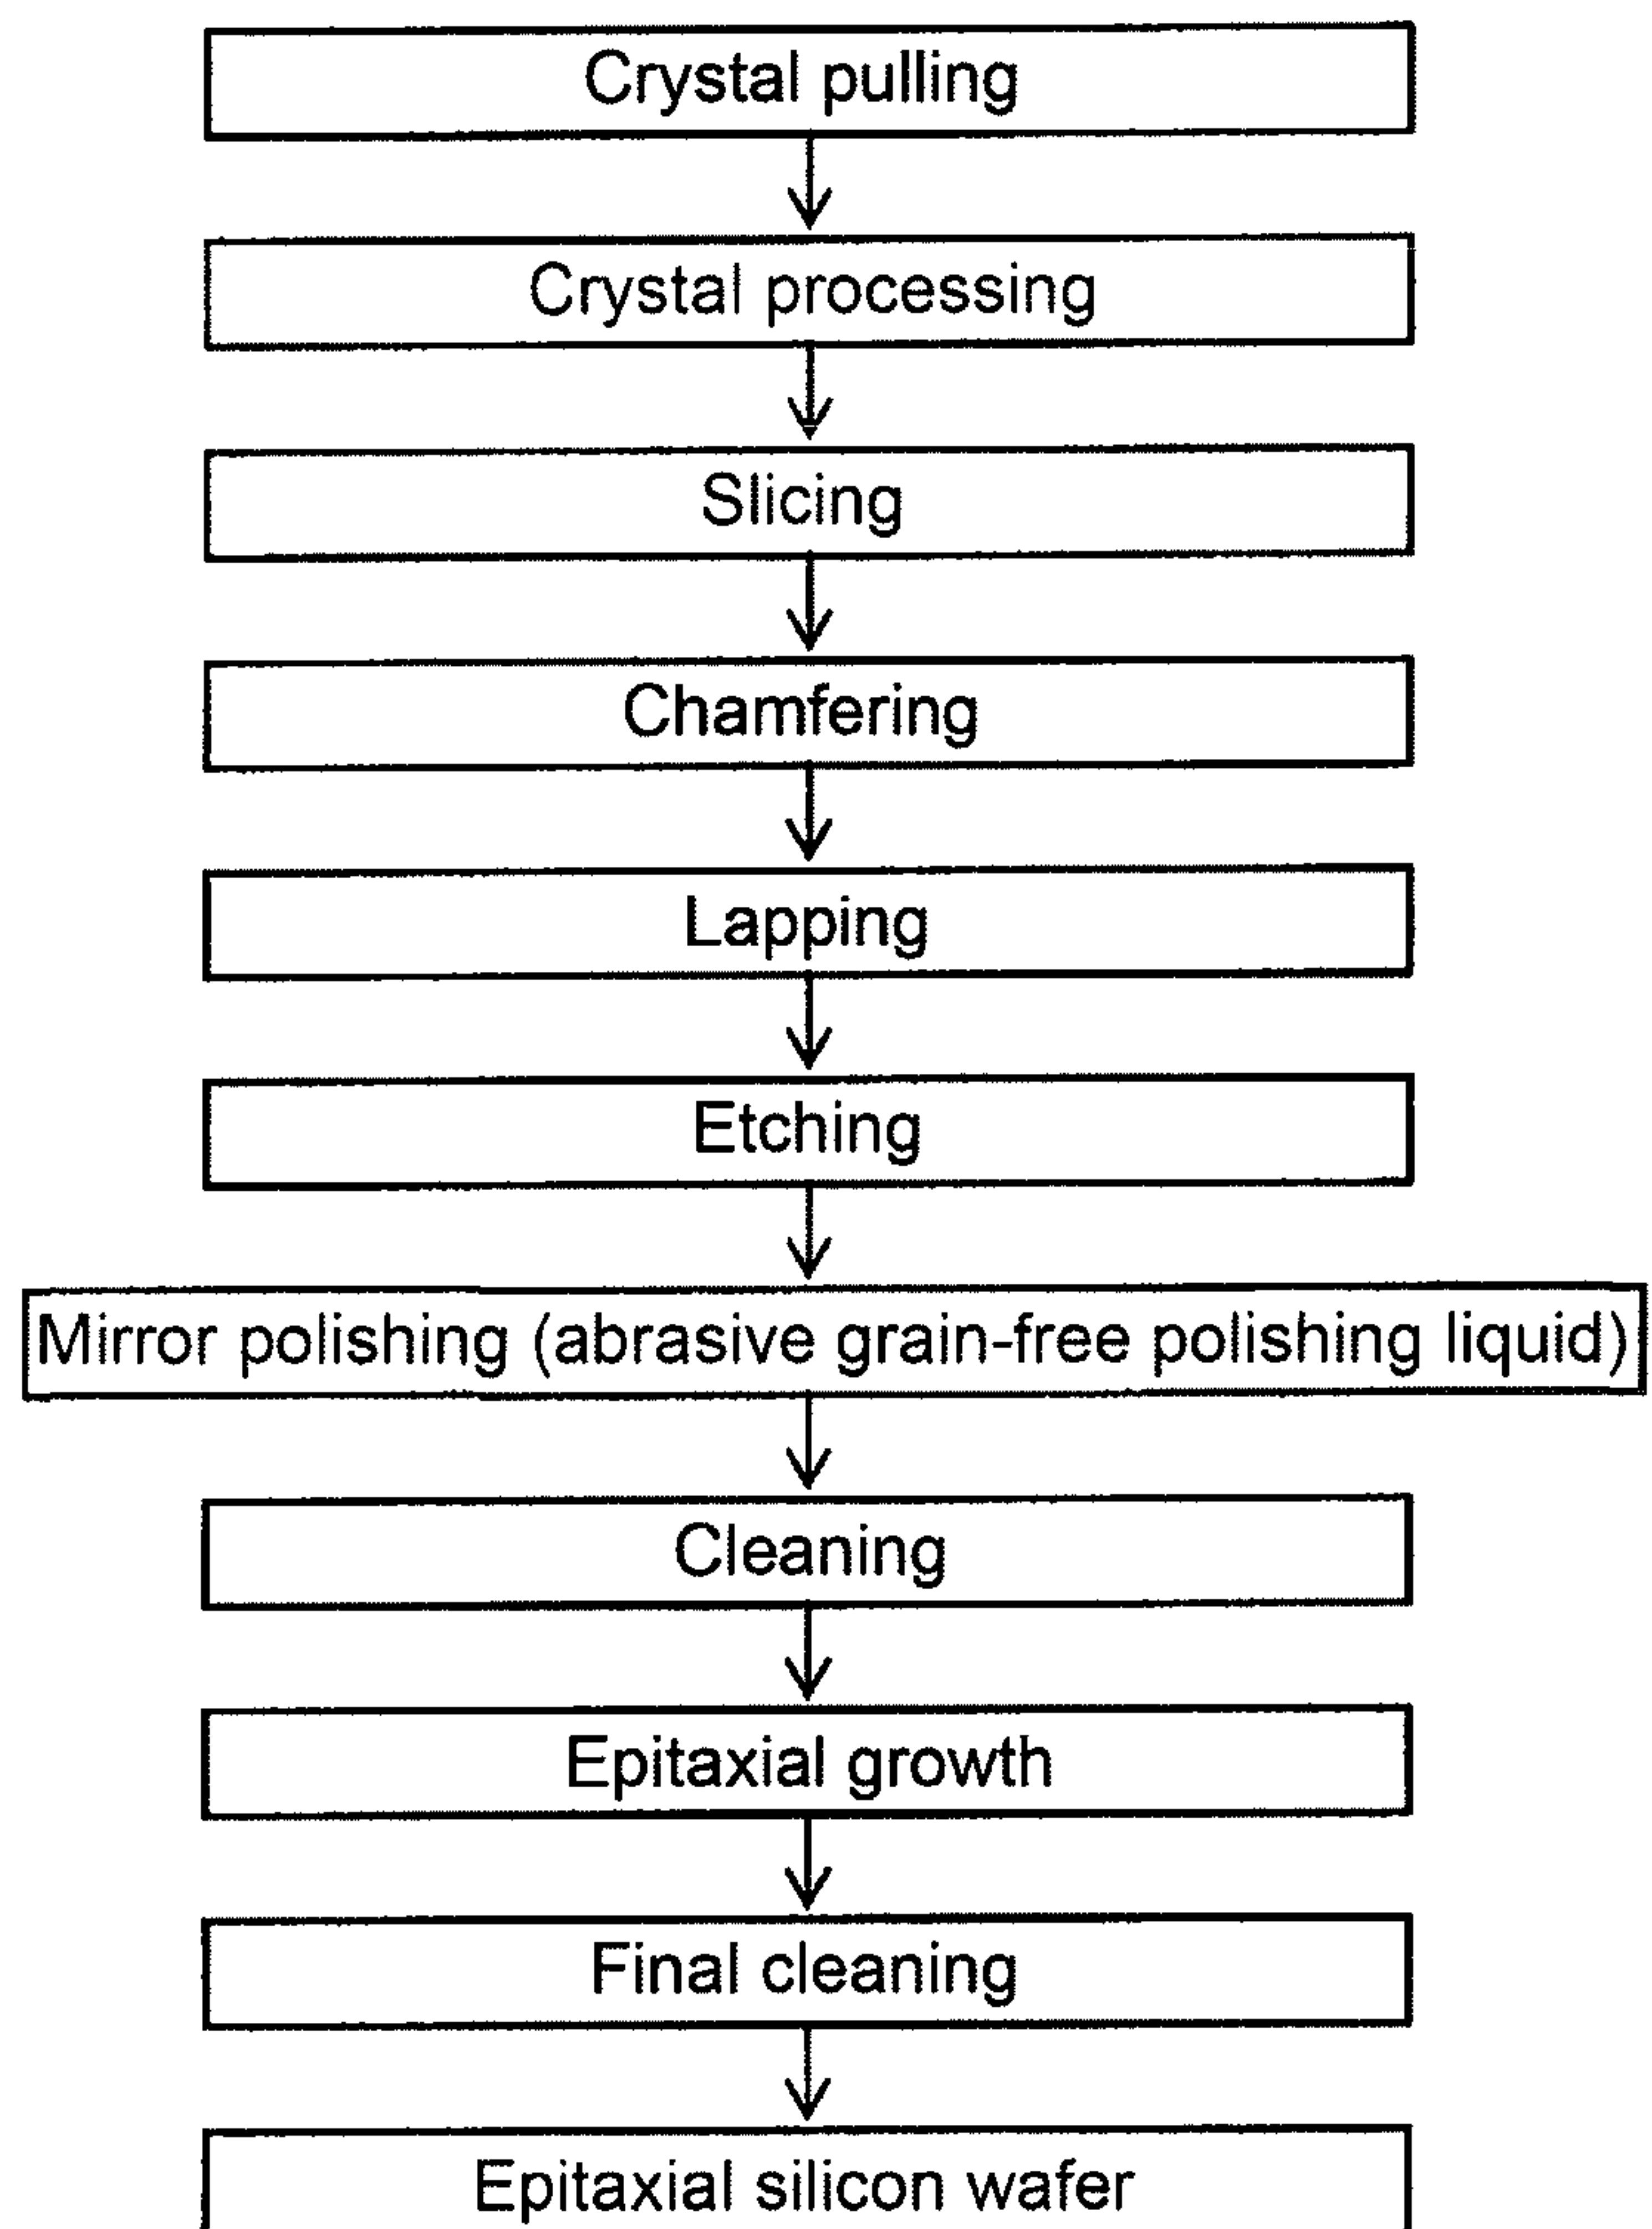 Crystal pulling
Crystal processing
Slicing
Chamfering
Lapping
Etching
Mirror polishing (abrasive grain-free polishing liquid)
Cleaning
Epitaxial growth
Final cleaning
Epitaxial silicon wafer